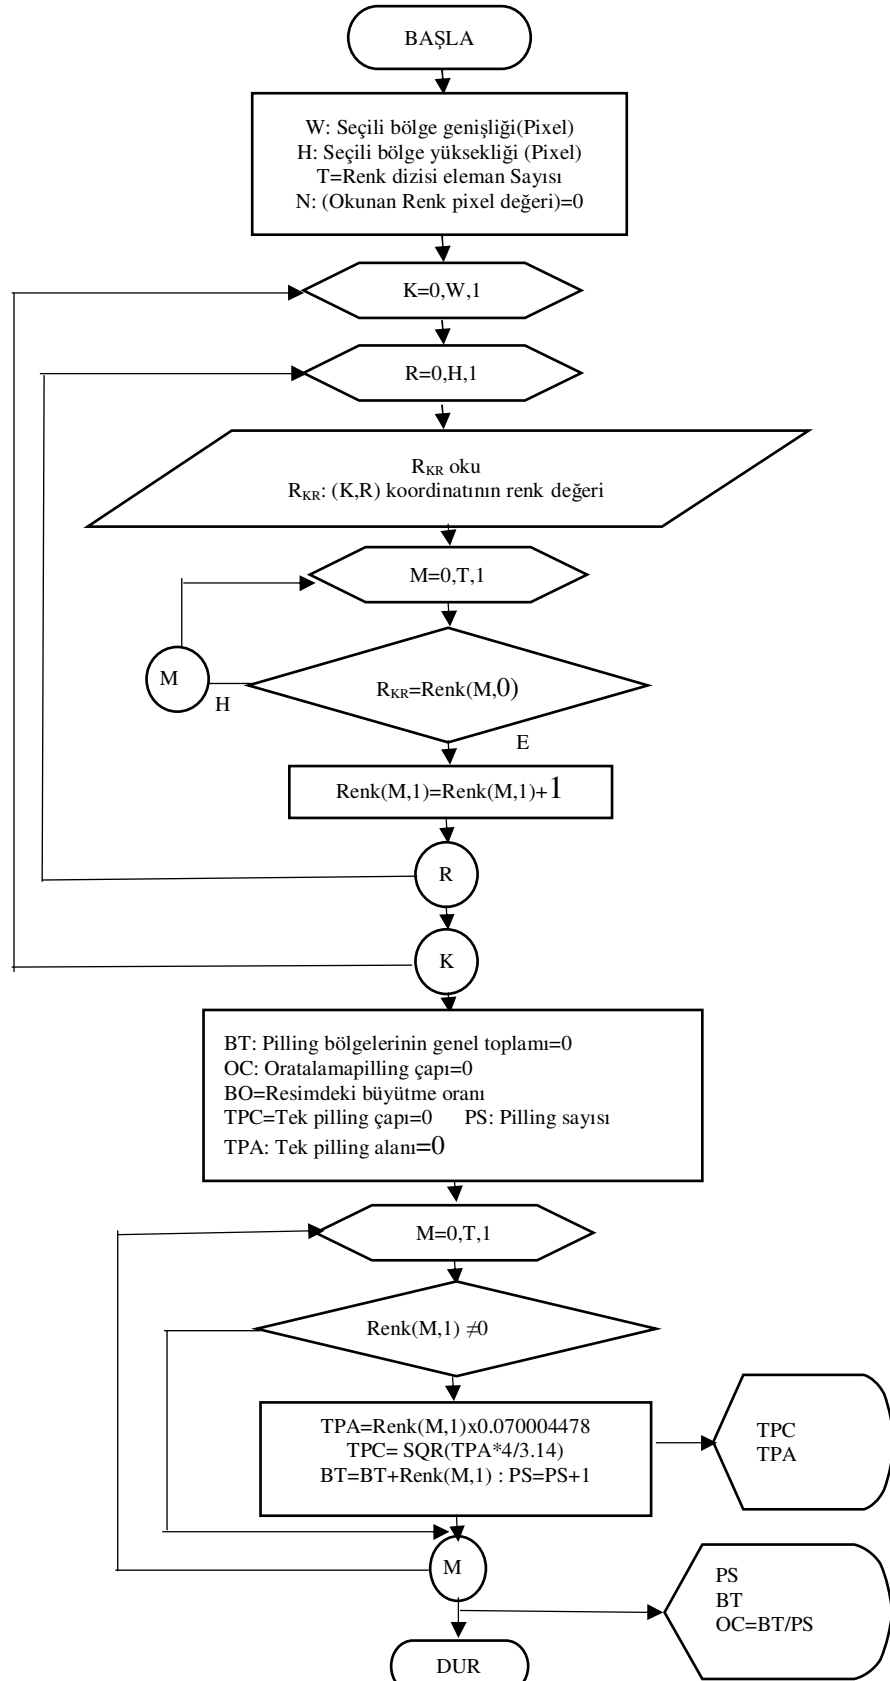 BAŞLA
W: Seçili bölge genişliği(Pixel)
H: Seçili bölge yüksekliği (Pixel)
T=Renk dizisi eleman Sayısı
N: (Okunan Renk pixel değeri)=0
K=0,W,1
R=0,H,1
RKR oku
RKR: (K,R) koordinatının renk değeri
M=0,T,1
M
H
RKR=Renk(M,0)
E
Renk(M,1)=Renk(M,1)+1
R
K
BT: Pilling bölgelerinin genel toplamı=0
OC: Oratalamapilling çapı=0
BO=Resimdeki büyütme oranı
TPC=Tek pilling çapı=0 PS: Pilling sayısı
TPA: Tek pilling alanı=0
M=0,T,1
Renk(M,1) ≠0
TPA=Renk(M,1)x0.070004478
TPC= SQR(TPA*4/3.14)
BT=BT+Renk(M,1) : PS=PS+1
TPC
TPA
M
PS
BT
OC=BT/PS
DUR